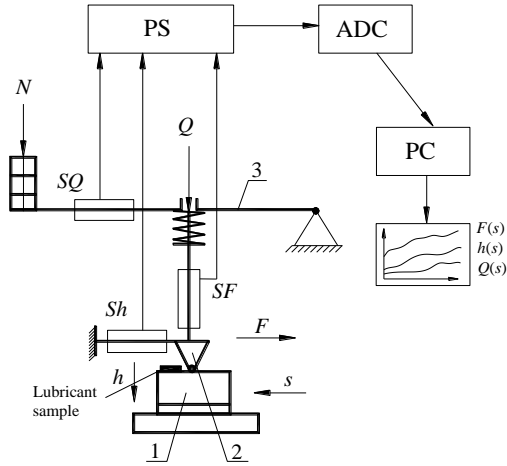 PS
ADC
N
Q
PC
SQ
3
F(s)
h(s)
Q(s)
SF
Sh
F
h
s
Lubricant
sample
1
2